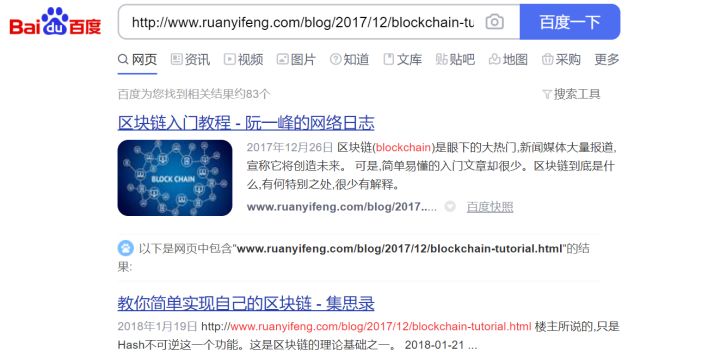 Bai du 百度
http://www.ruanyifeng.com/blog/2017/12/blockchain-tu
百度一下
网页 资讯 视频 图片 知道 文库 贴吧 地图 采购 更多
百度为您找到相关结果约83个 搜索工具
区块链入门教程 - 阮一峰的网络日志
BLOCK CHAIN
2017年12月26日 区块链(blockchain)是眼下的大热门,新闻媒体大量报道,
宣称它将创造未来。 可是,简单易懂的入门文章却很少。区块链到底是什
么,有何特别之处,很少有解释。
www.ruanyifeng.com/blog/2017..... 百度快照
以下是网页中包含"www.ruanyifeng.com/blog/2017/12/blockchain-tutorial.html"的结
果:
教你简单实现自己的区块链 - 集思录
2018年1月19日 http://www.ruanyifeng.com/blog/2017/12/blockchain-tutorial.html 楼主所说的,只是
Hash不可逆这一个功能。这是区块链的理论基础之一。 2018-01-21 ...